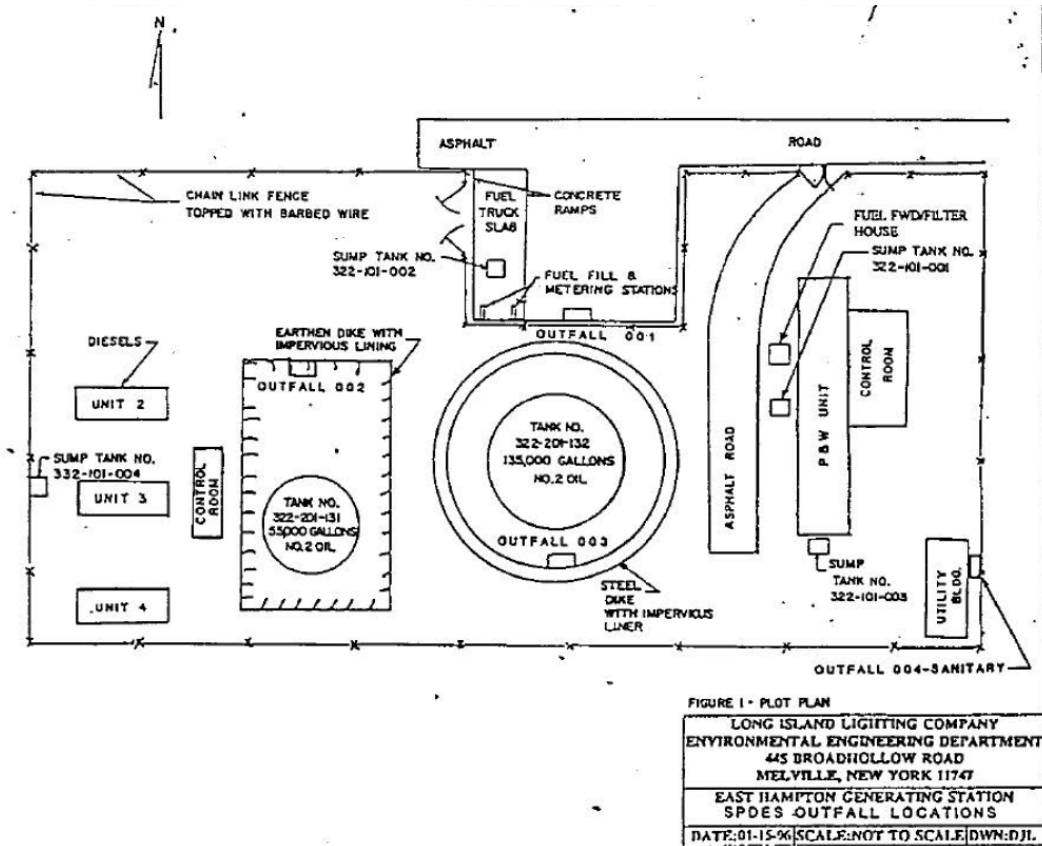 N
ASPHALT ROAD
CHAIN LINK FENCE
TOPPED WITH BARBED WIRE
FUEL
TRUCK
SLAB
CONCRETE
RAMPS
FUEL FWD/FILTER
HOUSE
SUMP TANK NO.
322-101-001
SUMP TANK NO.
322-101-002
FUEL FILL &
METERING STATIONS
OUTFALL 001
EARTHEN DIKE WITH
IMPERVIOUS LINING
DIESELS
OUTFALL 002
UNIT 2
CONTROL
ROOM
P&W UNIT
ASPHALT ROAD
TANK NO.
322-201-132
135,000 GALLONS
NO.2 OIL
SUMP TANK NO.
332-101-004
UNIT 3
CONTROL
ROOM
TANK NO.
322-201-131
55,000 GALLONS
NO.2 OIL
OUTFALL 003
UNIT 4
STEEL
DIKE
WITH IMPERVIOUS
LINER
SUMP
TANK NO.
322-101-003
UTILITY
BLDG.
OUTFALL 004-SANITARY
FIGURE 1 - PLOT PLAN
LONG ISLAND LIGHTING COMPANY
ENVIRONMENTAL ENGINEERING DEPARTMENT
445 BROADHOLLOW ROAD
MELVILLE, NEW YORK 11747
EAST HAMPTON GENERATING STATION
SPDES OUTFALL LOCATIONS
DATE:01-15-96 SCALE:NOT TO SCALE DWN:DJL